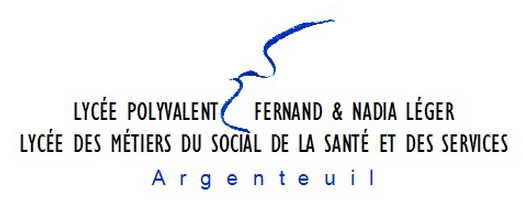 LYCÉE POLYVALENT FERNAND & NADIA LÉGER
LYCÉE DES MÉTIERS DU SOCIAL DE LA SANTÉ ET DES SERVICES
Argenteuil